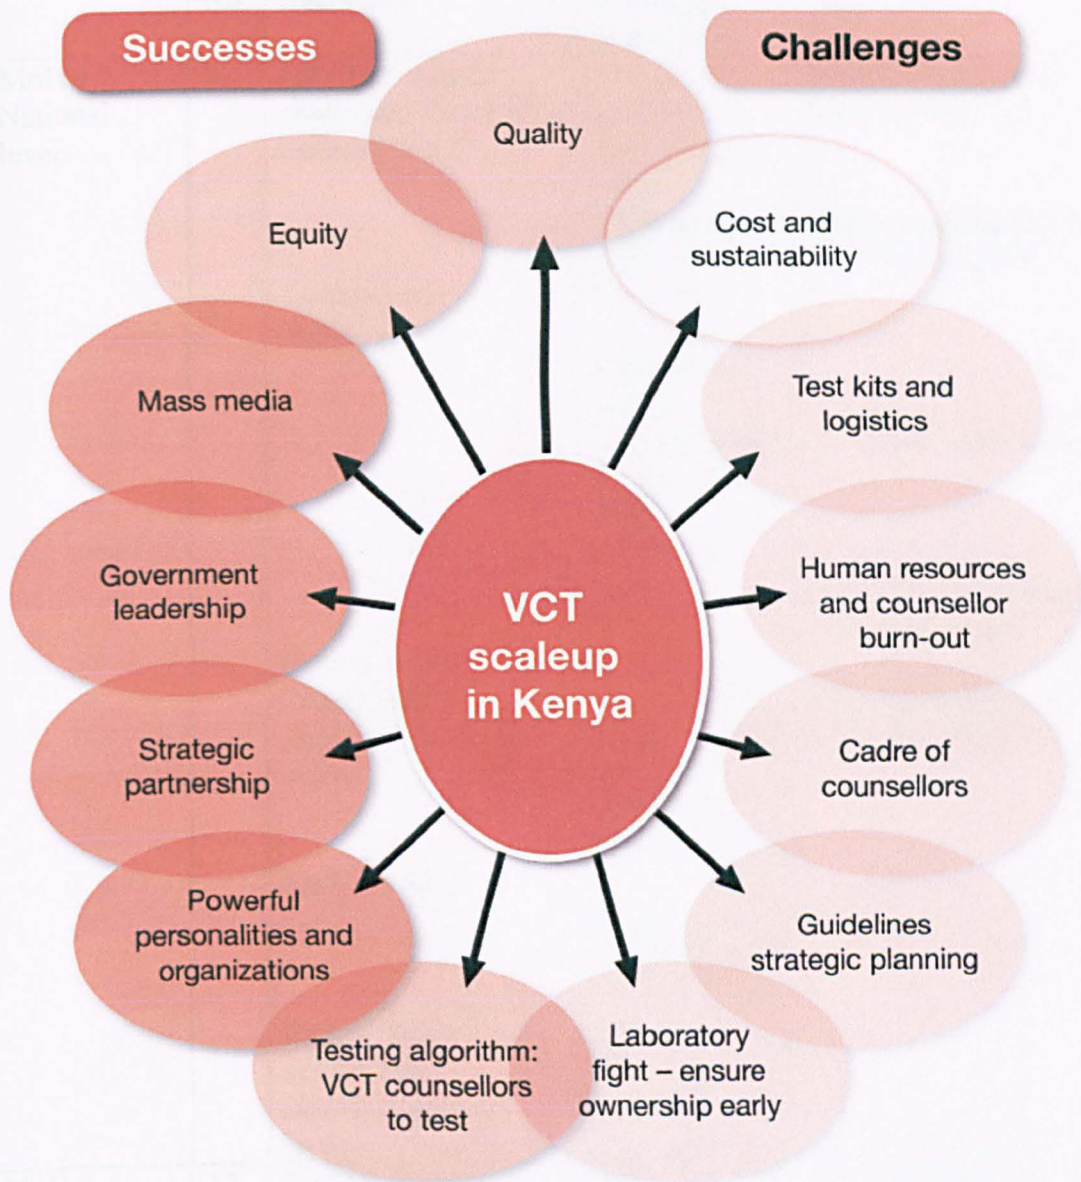 Successes
Challenges
Quality
Equity
Cost and
sustainability
Mass media
Test kits and
logistics
Government
leadership
VCT
scaleup
in Kenya
Human resources
and counsellor
burn-out
Strategic
partnership
Cadre of
counsellors
Powerful
personalities and
organizations
Guidelines
strategic planning
Testing algorithm:
VCT counsellors
to test
Laboratory
fight – ensure
ownership early